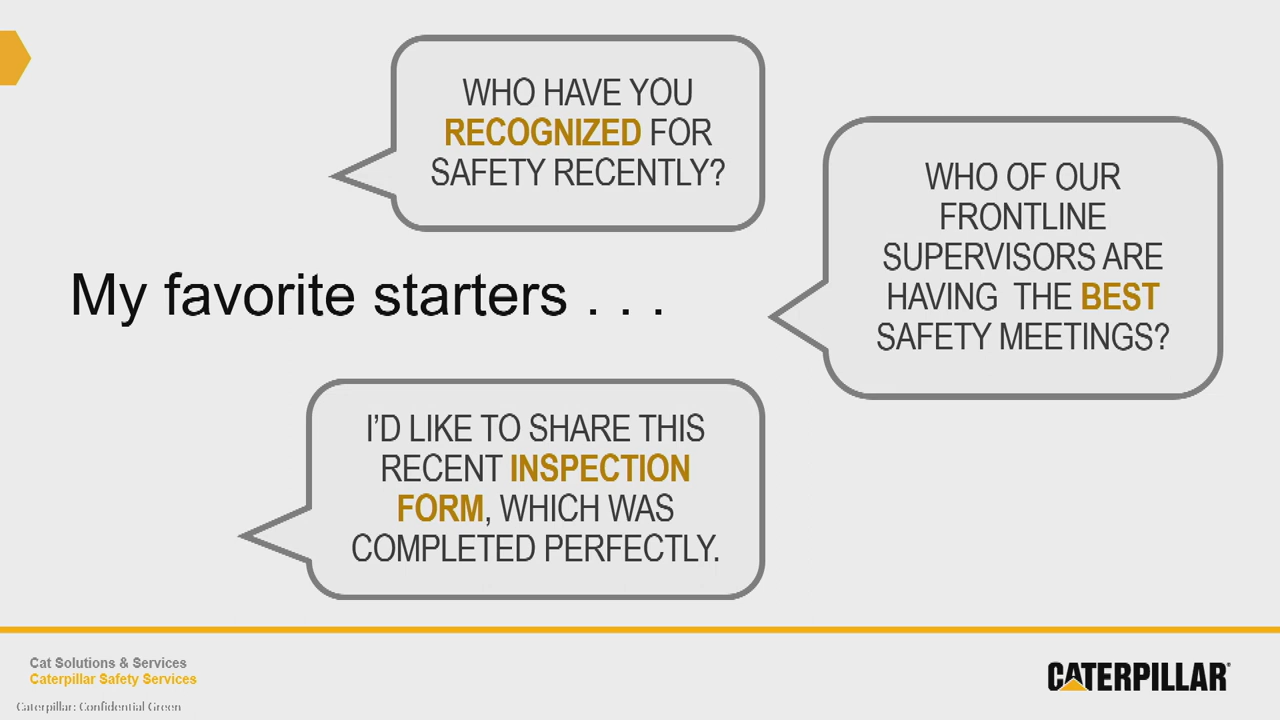 WHO HAVE YOU
RECOGNIZED FOR
SAFETY RECENTLY?
WHO OF OUR
FRONTLINE
SUPERVISORS ARE
HAVING THE BEST
SAFETY MEETINGS?
My favorite starters . . .
I'D LIKE TO SHARE THIS
RECENT INSPECTION
FORM, WHICH WAS
COMPLETED PERFECTLY.
Cat Solutions & Services
Caterpillar Safety Services
Caterpillar: Confidential Green
CATERPILLAR®